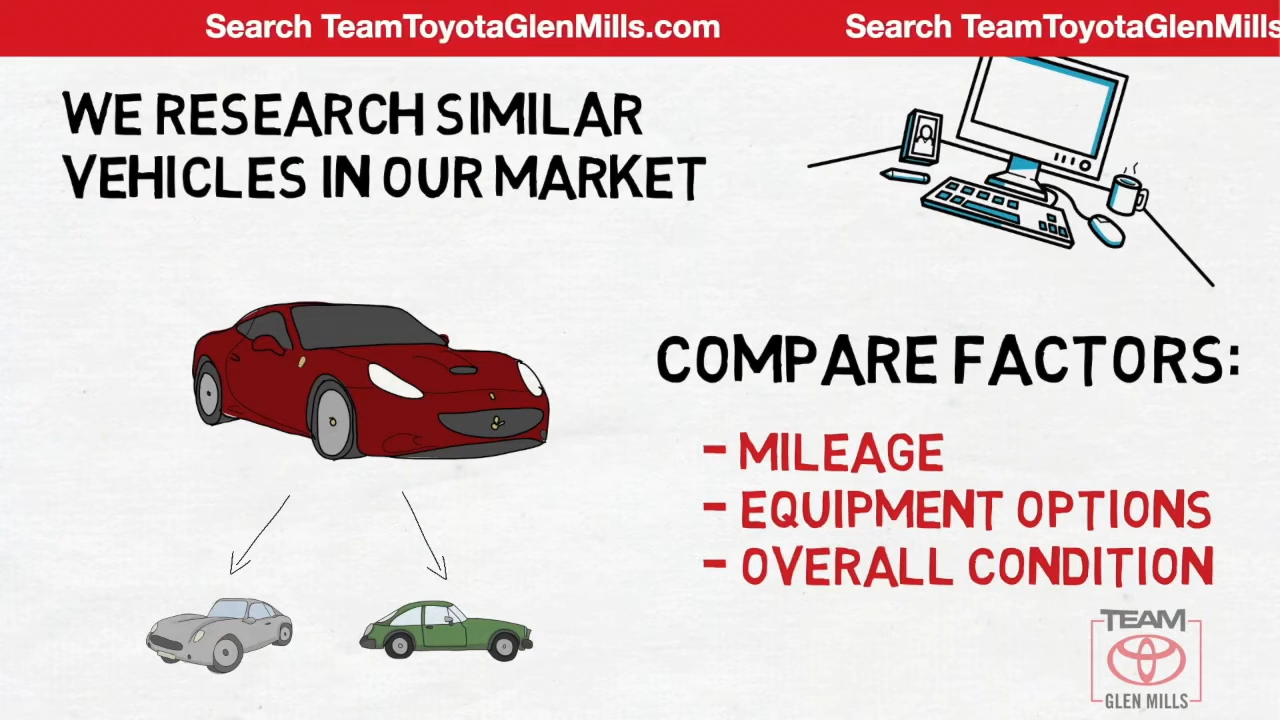 Search TeamToyotaGlenMills.com
Search TeamToyotaGlenMills
WE RESEARCH SIMILAR
VEHICLES IN OUR MARKET
COMPARE FACTORS:
- MILEAGE
- EQUIPMENT OPTIONS
- OVERALL CONDITION
TEAM
GLEN MILLS